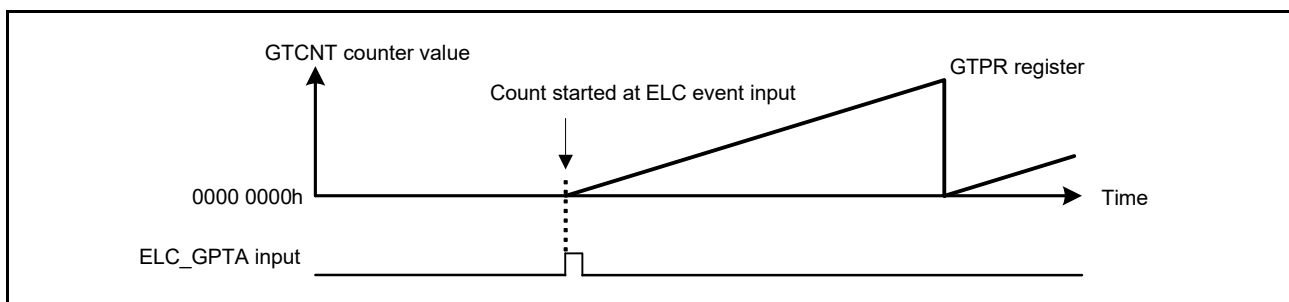 GTCNT counter value
GTPR register
Count started at ELC event input
0000 0000h
Time
ELC_GPTA input